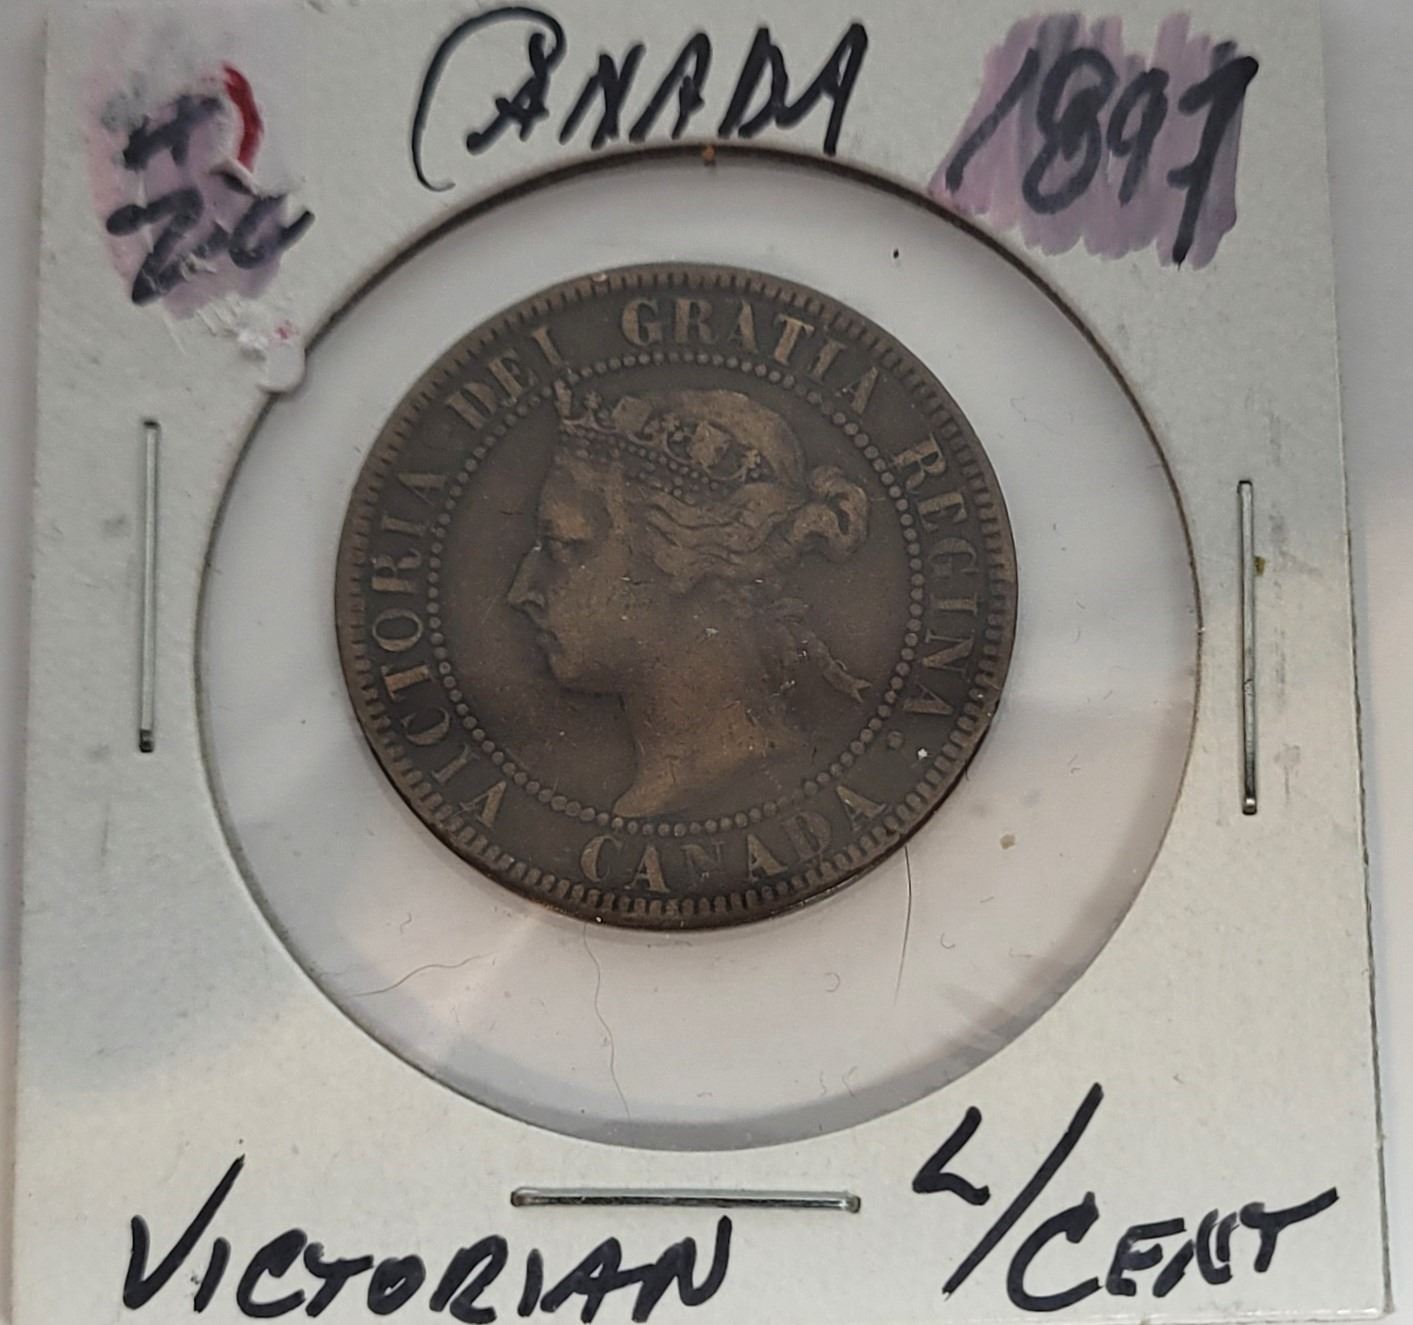 CANADA 1897
VICTORIA DEI GRATIA REGINA.
CANADA
VICTORIAN L/CENT